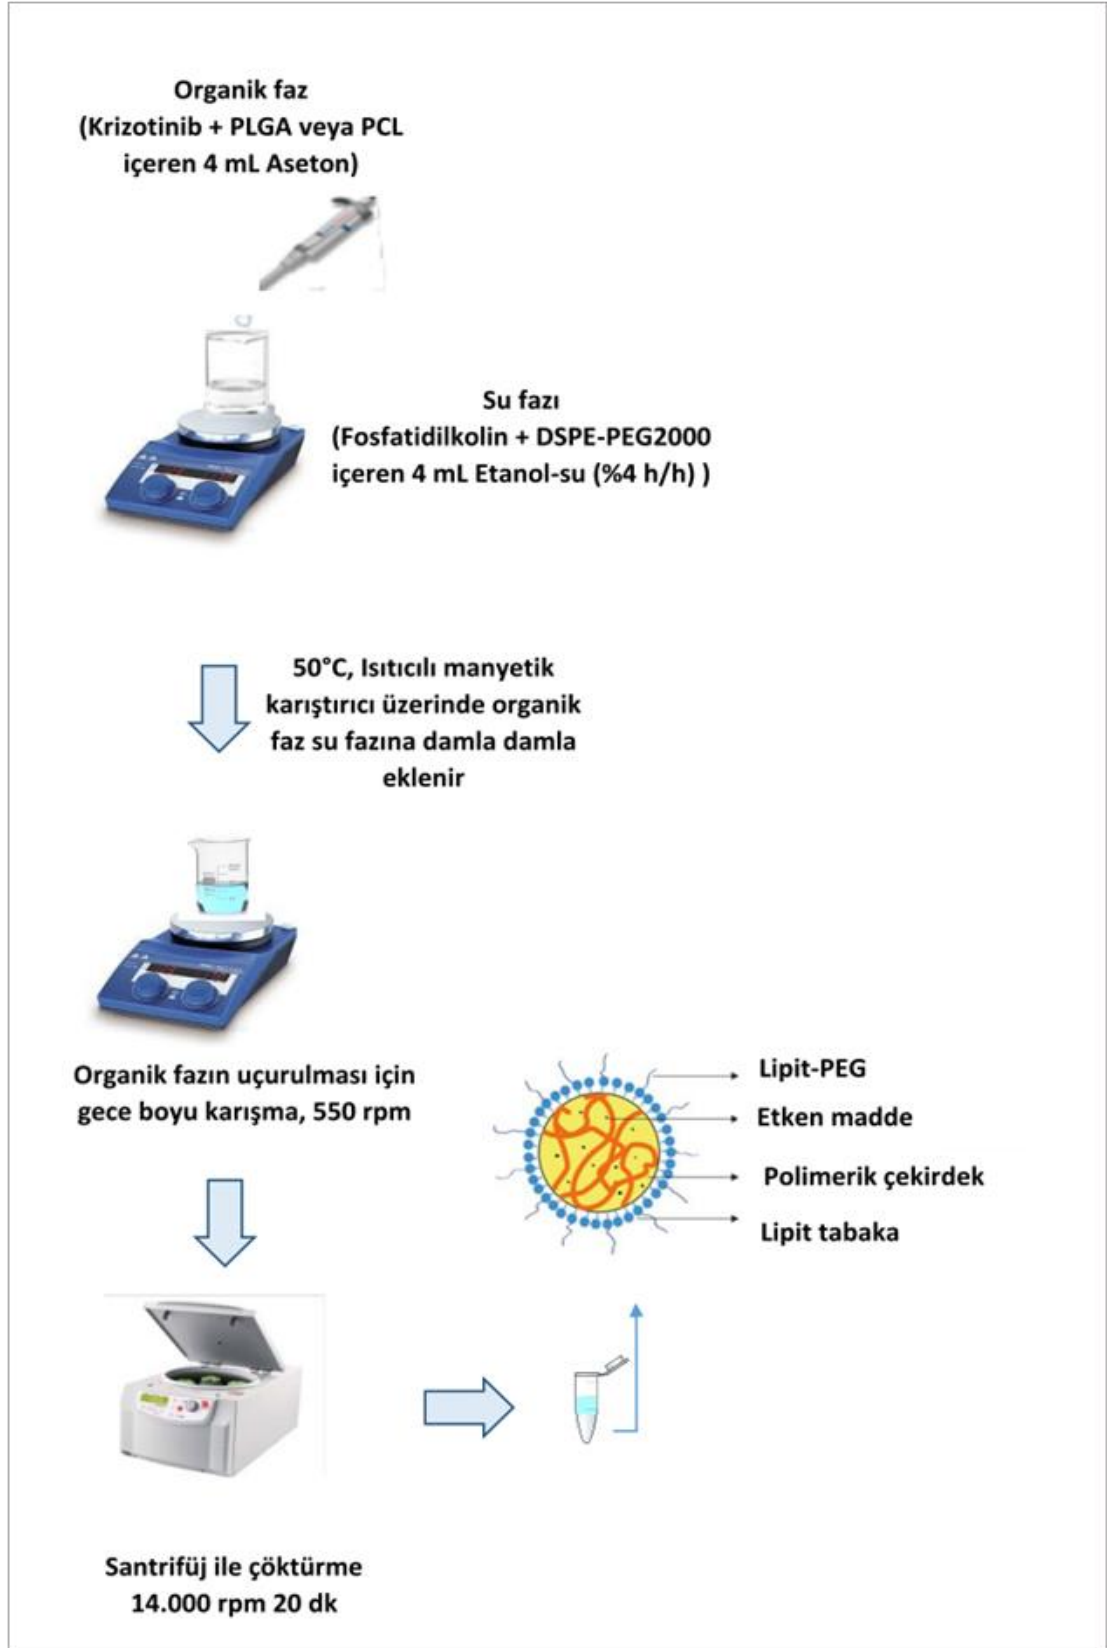 Organik faz
(Krizotinib + PLGA veya PCL
içeren 4 mL Aseton)
Su fazı
(Fosfatidilkolin + DSPE-PEG2000
içeren 4 mL Etanol-su (%4 h/h) )
50°C, Isıtıcılı manyetik
karıştırıcı üzerinde organik
faz su fazına damla damla
eklenir
Organik fazın uçurulması için
gece boyu karışma, 550 rpm
Lipit-PEG
Etken madde
Polimerik çekirdek
Lipit tabaka
Santrifüj ile çöktürme
14.000 rpm 20 dk